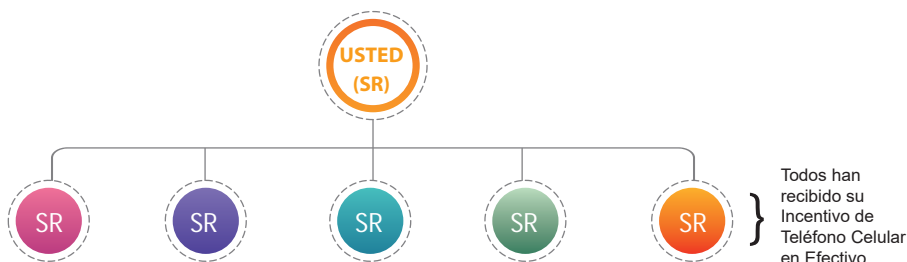 USTED
(SR)
SR
SR
SR
SR
SR
Todos han
recibido su
Incentivo de
Teléfono Celular
en Efectivo